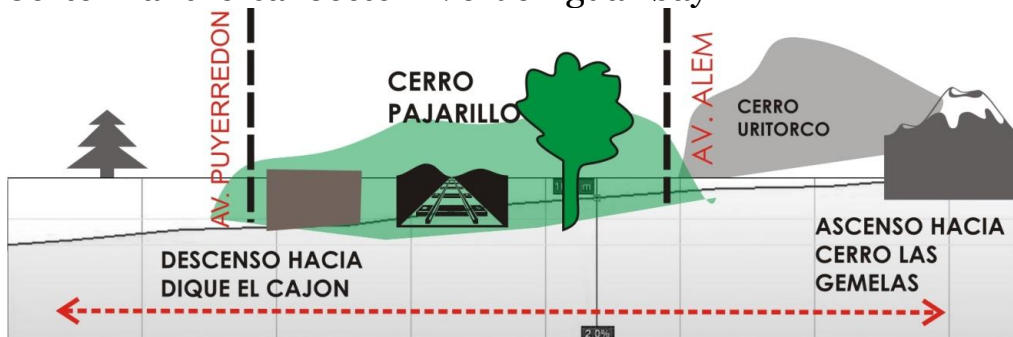 AV. PUYERREDON
CERRO
PAJARILLO
AV. ALEM
CERRO
URITORCO
DESCENSO HACIA
DIQUE EL CAJON
ASCENSO HACIA
CERRO LAS
GEMELAS
2.0%